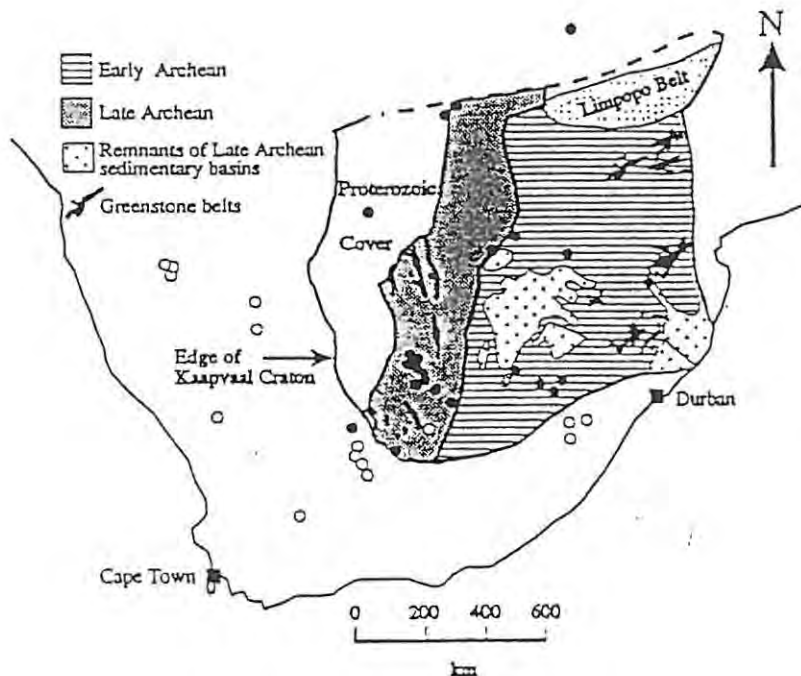 N
Early Archean
Late Archean
Remnants of Late Archean
sedimentary basins
Greenstone belts
Limpopo Belt
Proterozoic
Cover
Edge of
Kaapvaal Craton
Durban
Cape Town
0 200 400 600
km